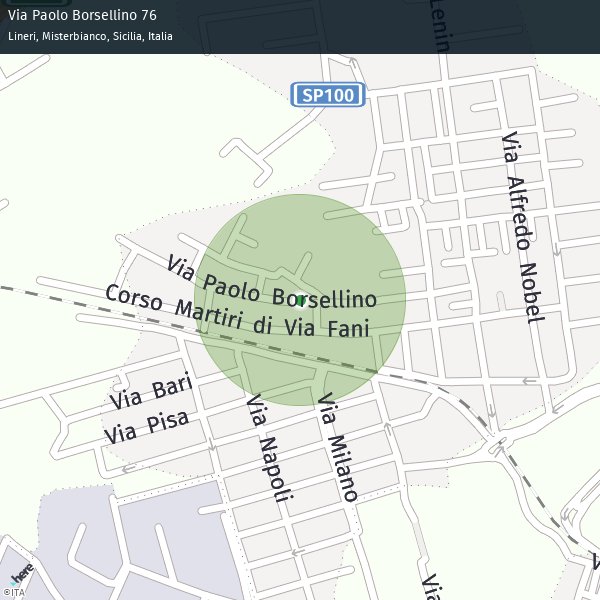 Via Paolo Borsellino 76
Lineri, Misterbianco, Sicilia, Italia
Lenin
SP100
Via Alfredo Nobel
Via Paolo Borsellino
Corso Martiri di Via Fani
Via Bari
Via Pisa
Via Napoli
Via Milano
Via
V
here
©ITA